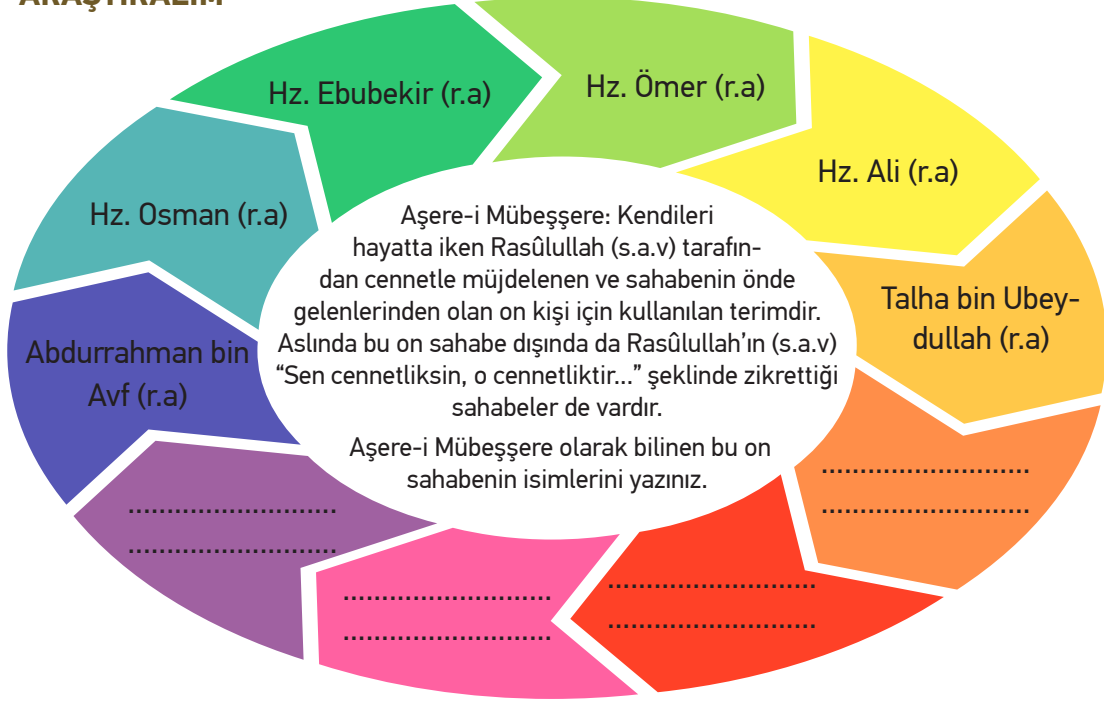 ARAŞTIRALIM
Hz. Ebubekir (r.a)
Hz. Ömer (r.a)
Hz. Ali (r.a)
Talha bin Ubey-
dullah (r.a)
..........................
..........................
..........................
..........................
..........................
..........................
..........................
..........................
Abdurrahman bin
Avf (r.a)
Hz. Osman (r.a)
Aşere-i Mübeşşere: Kendileri
hayatta iken Rasûlullah (s.a.v) tarafın-
dan cennetle müjdelenen ve sahabenin önde
gelenlerinden olan on kişi için kullanılan terimdir.
Aslında bu on sahabe dışında da Rasûlullah’ın (s.a.v)
“Sen cennetliksin, o cennetliktir...” şeklinde zikrettiği
sahabeler de vardır.
Aşere-i Mübeşşere olarak bilinen bu on
sahabenin isimlerini yazınız.